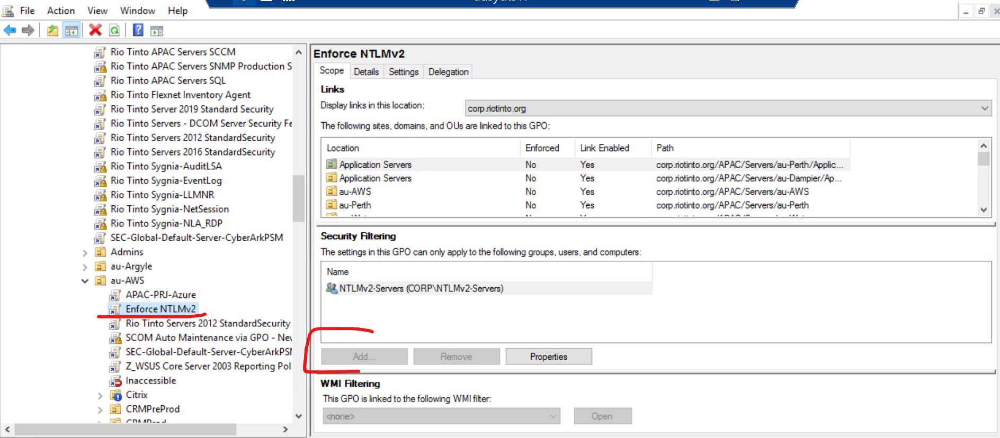 File Action View Window Help
Rio Tinto APAC Servers SCCM
Rio Tinto APAC Servers SNMP Production S
Rio Tinto APAC Servers SQL
Rio Tinto Flexnet Inventory Agent
Rio Tinto Server 2019 Standard Security
Rio Tinto Servers - DCOM Server Security Fe
Rio Tinto Servers 2012 StandardSecurity
Rio Tinto Servers 2016 StandardSecurity
Rio Tinto Sygnia-AuditLSA
Rio Tinto Sygnia-EventLog
Rio Tinto Sygnia-LLMNR
Rio Tinto Sygnia-NetSession
Rio Tinto Sygnia-NLA_RDP
SEC-Global-Default-Server-CyberArkPSM
Admins
au-Argyle
au-AWS
APAC-PRJ-Azure
Enforce NTLMv2
Rio Tinto Servers 2012 StandardSecurity
SCOM Auto Maintenance via GPO - Nev
SEC-Global-Default-Server-CyberArkPSM
Z_WSUS Core Server 2003 Reporting Pol
Inaccessible
Citrix
CRMPreProd
Enforce NTLMv2
Scope Details Settings Delegation
Links
Display links in this location: corp.riotinto.org
The following sites, domains, and OUs are linked to this GPO:
Location Enforced Link Enabled Path
Application Servers No Yes corp.riotinto.org/APAC/Servers/au-Perth/Applic...
Application Servers No Yes corp.riotinto.org/APAC/Servers/au-Dampier/Ap...
au-AWS No Yes corp.riotinto.org/APAC/Servers/au-AWS
au-Perth No Yes corp.riotinto.org/APAC/Servers/au-Perth
Security Filtering
The settings in this GPO can only apply to the following groups, users, and computers:
Name
NTLMv2-Servers (CORP\NTLMv2-Servers)
Add... Remove Properties
WMI Filtering
This GPO is linked to the following WMI filter:
<none> Open